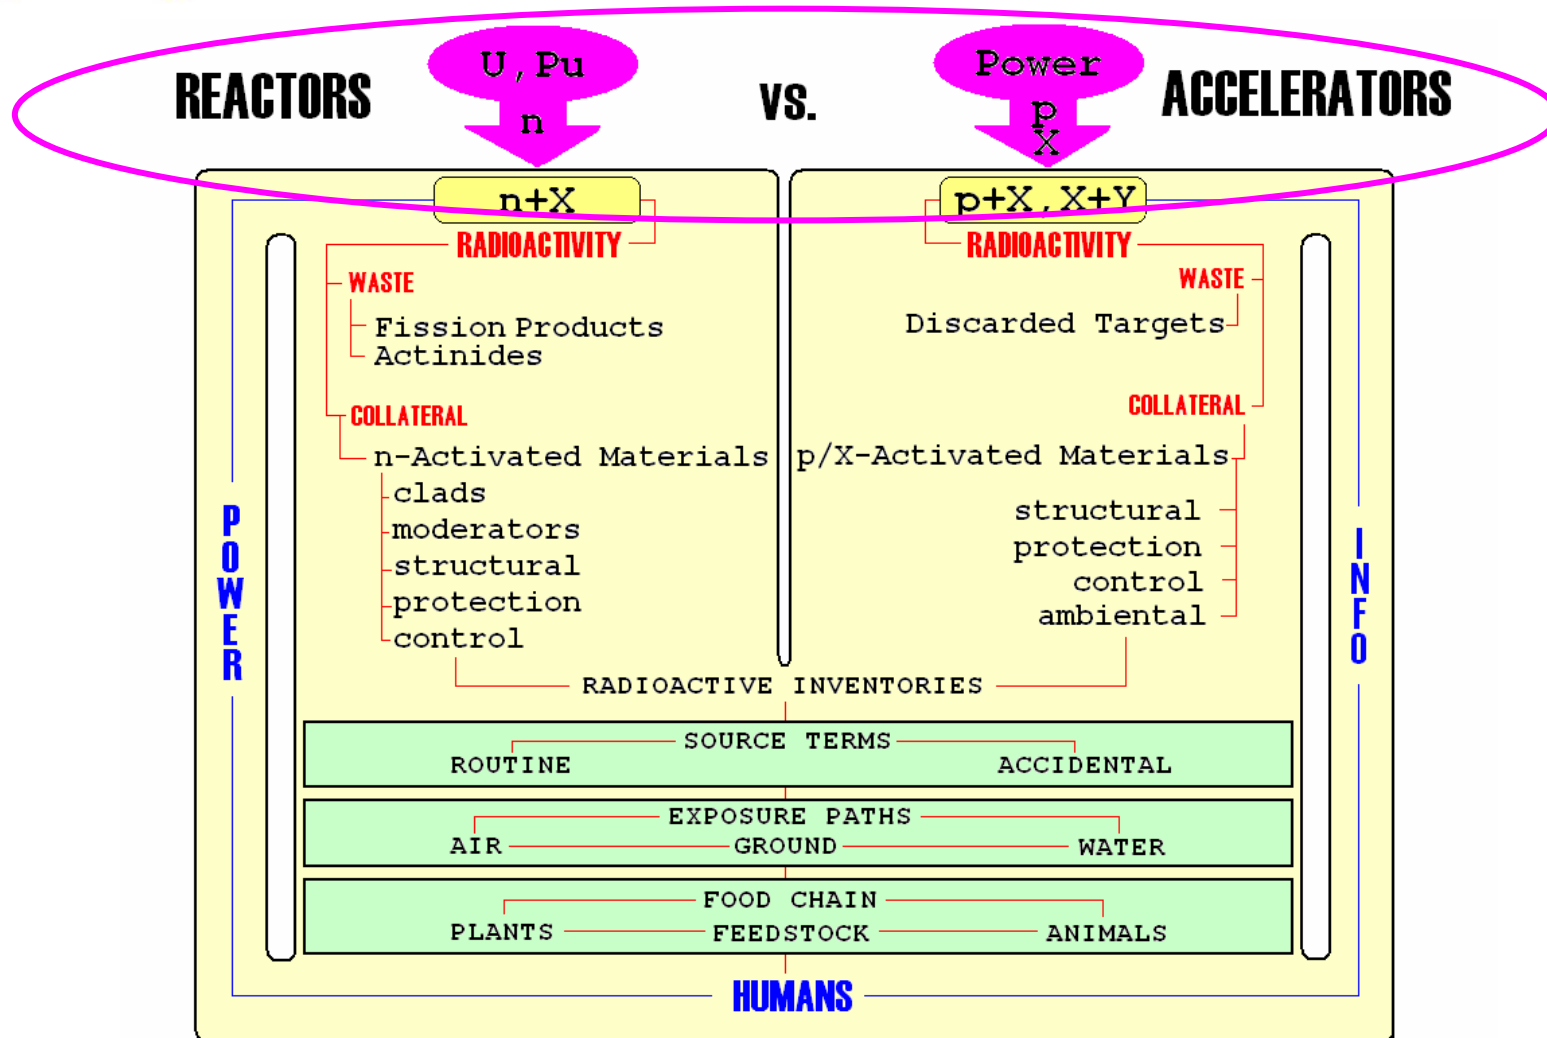 REACTORS
U,Pu
n
vs.
Power
p
X
ACCELERATORS
n+X
p+X,X+Y
RADIOACTIVITY
WASTE
Fission Products
Actinides
COLLATERAL
n-Activated Materials
clads
moderators
structural
protection
control
RADIOACTIVITY
WASTE
Discarded Targets
COLLATERAL
p/X-Activated Materials
structural
protection
control
ambiental
POWER
INFO
RADIOACTIVE INVENTORIES
SOURCE TERMS
ROUTINE ACCIDENTAL
EXPOSURE PATHS
AIR GROUND WATER
FOOD CHAIN
PLANTS FEEDSTOCK ANIMALS
HUMANS